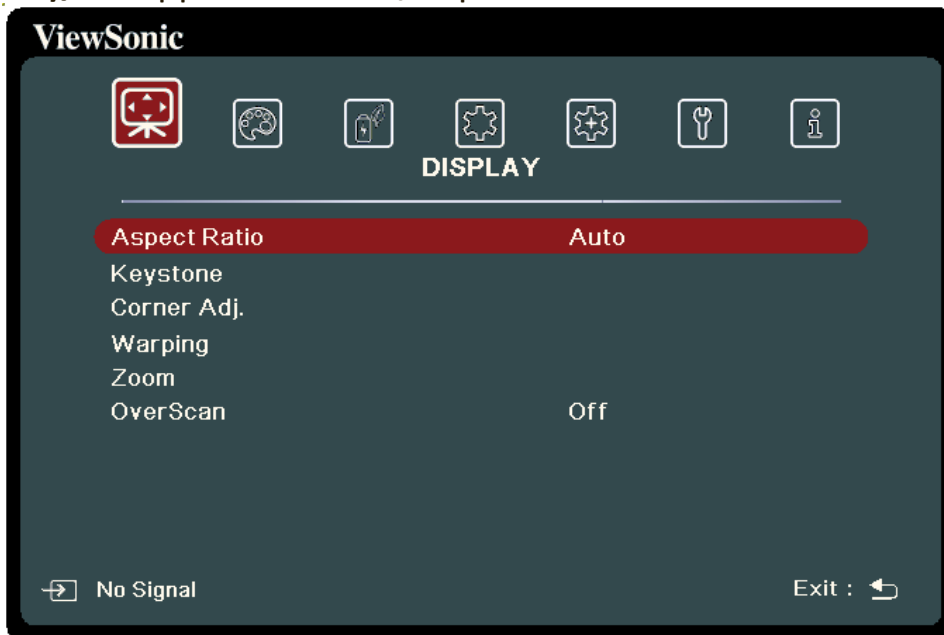 ViewSonic
DISPLAY
Aspect Ratio Auto
Keystone
Corner Adj.
Warping
Zoom
OverScan Off
No Signal Exit :